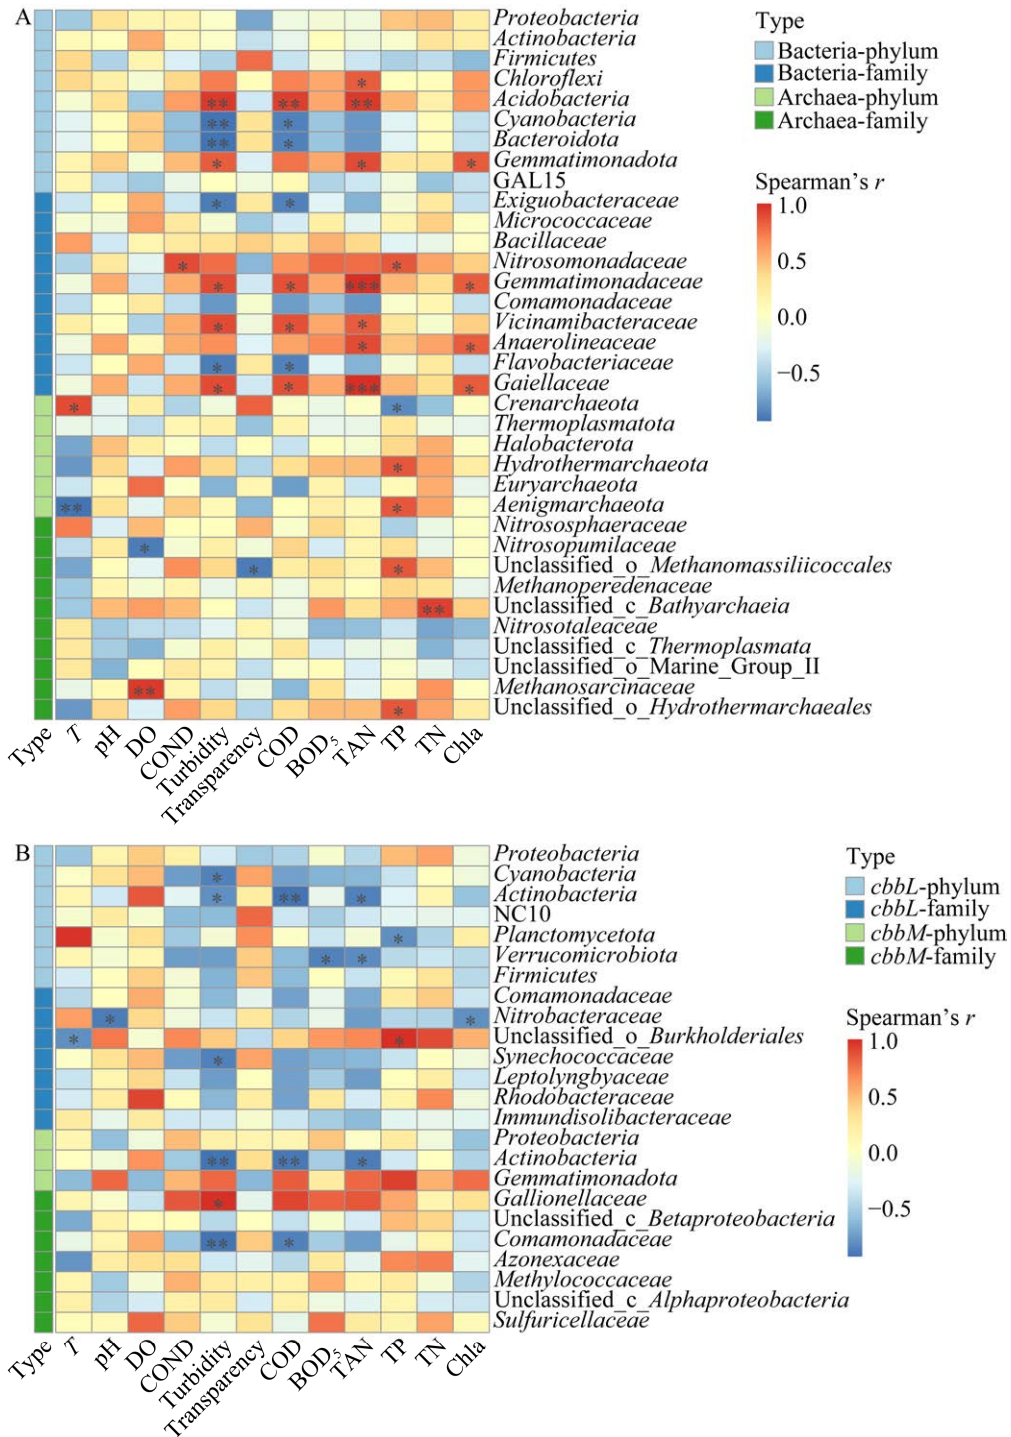 A
Proteobacteria
Actinobacteria
Firmicutes
Chloroflexi
*
Acidobacteria
** ** **
Cyanobacteria
** *
Bacteroidota
** *
Gemmatimonadota
* * *
GAL15
Exiguobacteraceae
* *
Micrococcaceae
Bacillaceae
Nitrosomonadaceae
* *
Gemmatimonadaceae
* * *** *
Comamonadaceae
Vicinamibacteraceae
* * *
Anaerolineaceae
* *
Flavobacteriaceae
* *
Gaiellaceae
* * *** *
Crenarchaeota
* *
Thermoplasmatota
Halobacterota
Hydrothermarchaeota
*
Euryarchaeota
Aenigmarchaeota
** *
Nitrososphaeraceae
Nitrosopumilaceae
*
Unclassified_o_Methanomassiliicoccales
* *
Methanoperedenaceae
Unclassified_c_Bathyarchaeia
**
Nitrosotaleaceae
Unclassified_c_Thermoplasmata
Unclassified_o_Marine_Group_II
Methanosarcinaceae
**
Unclassified_o_Hydrothermarchaeales
*
Type T pH DO COND Turbidity Transparency COD BOD5 TAN TP TN Chla
Type
Bacteria-phylum
Bacteria-family
Archaea-phylum
Archaea-family
Spearman's r
1.0
0.5
0.0
−0.5
B
Proteobacteria
Cyanobacteria
*
Actinobacteria
* ** *
NC10
Planctomycetota
*
Verrucomicrobiota
* *
Firmicutes
Comamonadaceae
Nitrobacteraceae
* *
Unclassified_o_Burkholderiales
* *
Synechococcaceae
*
Leptolyngbyaceae
Rhodobacteraceae
Immundisolibacteraceae
Proteobacteria
Actinobacteria
** ** *
Gemmatimonadota
Gallionellaceae
*
Unclassified_c_Betaproteobacteria
Comamonadaceae
** *
Azonexaceae
Methylococcaceae
Unclassified_c_Alphaproteobacteria
Sulfuricellaceae
Type T pH DO COND Turbidity Transparency COD BOD5 TAN TP TN Chla
Type
cbbL-phylum
cbbL-family
cbbM-phylum
cbbM-family
Spearman's r
1.0
0.5
0.0
−0.5